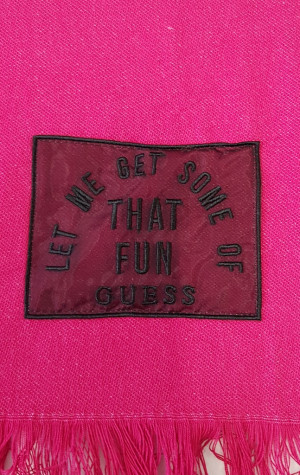 LET ME GET SOME OF
THAT
FUN
GUESS